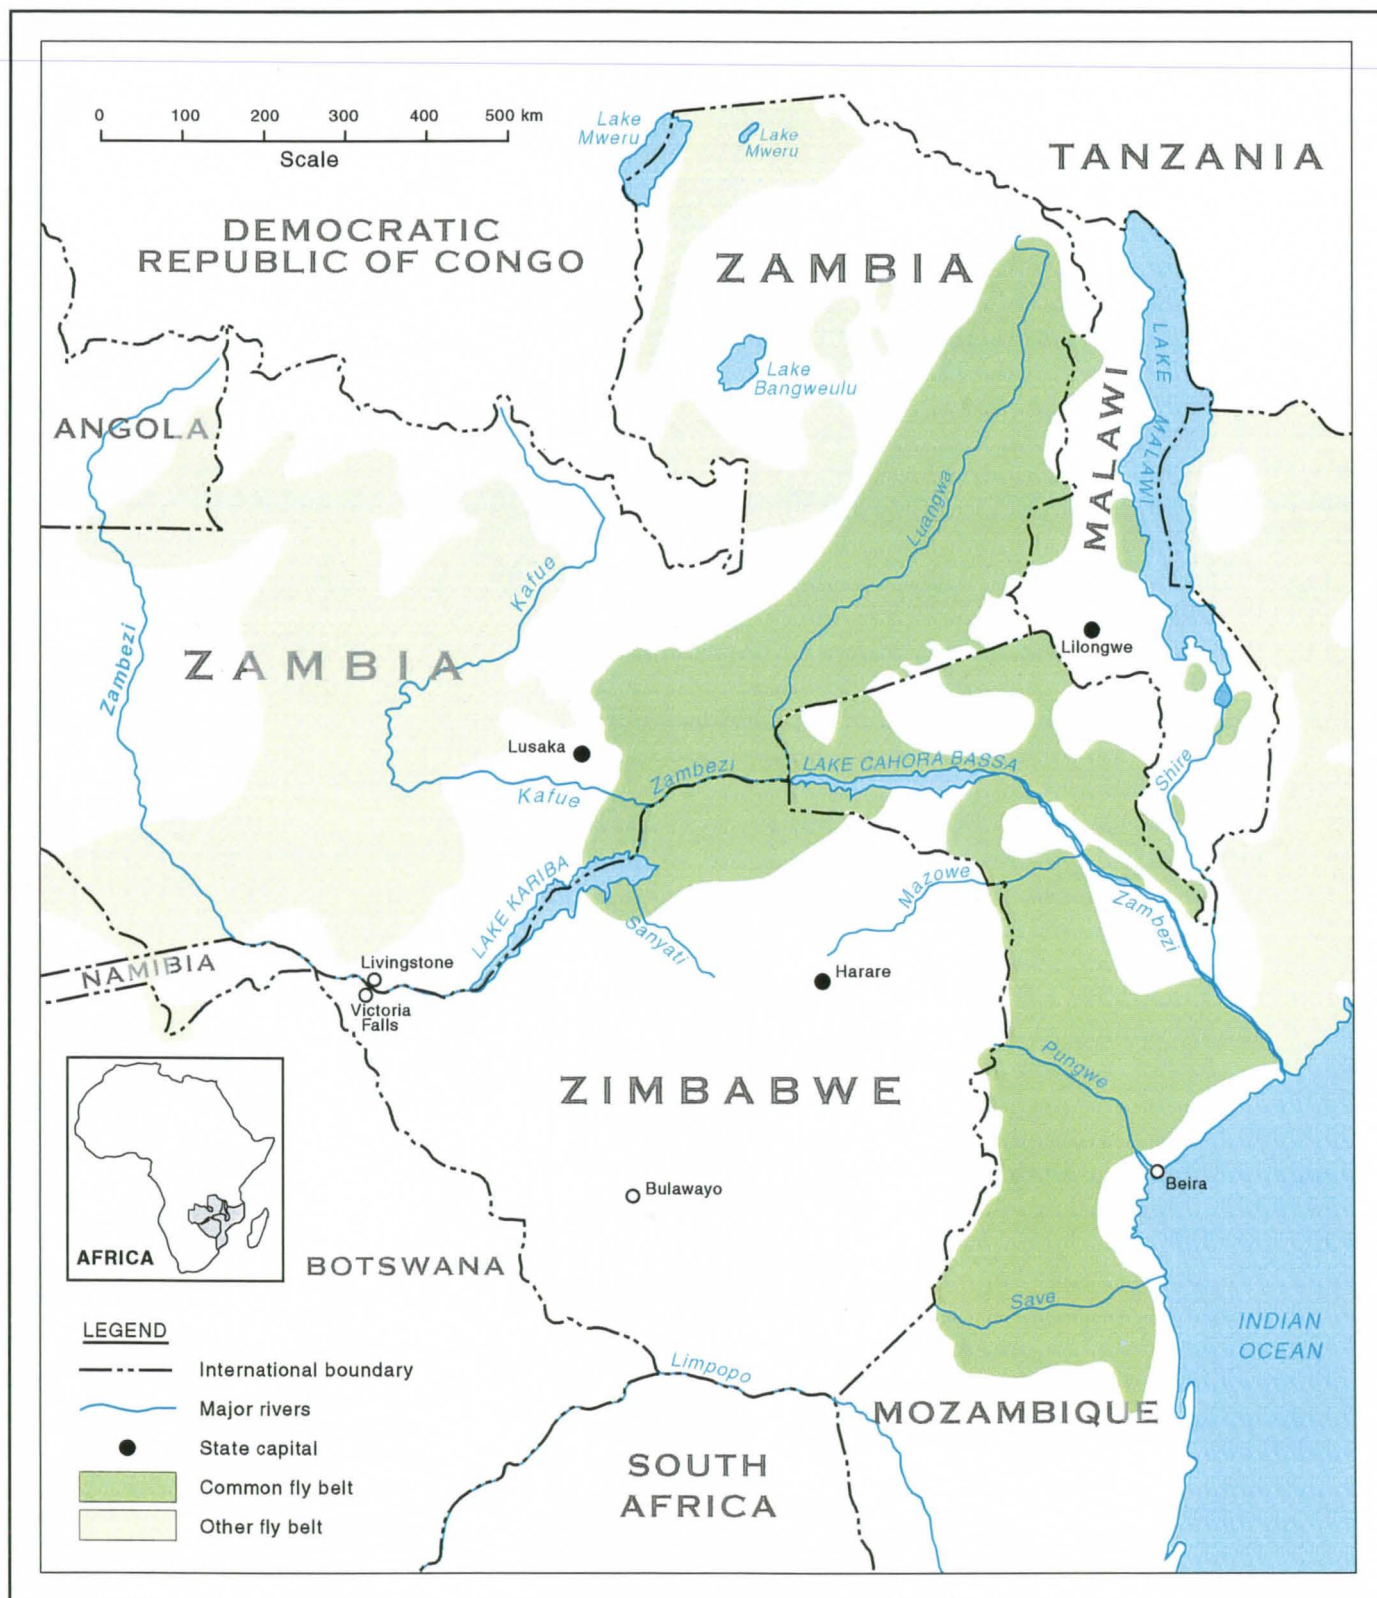 0 100 200 300 400 500 km
Scale
Lake
Mweru
Lake
Mweru
TANZANIA
DEMOCRATIC
REPUBLIC OF CONGO
ZAMBIA
Lake
Bangweulu
LAKE MALAWI
MALAWI
ANGOLA
Luangwa
Kafue
Zambezi
ZAMBIA
Lilongwe
Lusaka
Kafue
Zambezi
LAKE CAHORA BASSA
Shire
LAKE KARIBA
Sanyati
Mazowe
Zambezi
NAMIBIA
Livingstone
Victoria
Falls
Harare
Pungwe
ZIMBABWE
Bulawayo
Beira
AFRICA
BOTSWANA
Save
INDIAN
OCEAN
LEGEND
International boundary
Major rivers
State capital
Common fly belt
Other fly belt
Limpopo
MOZAMBIQUE
SOUTH
AFRICA